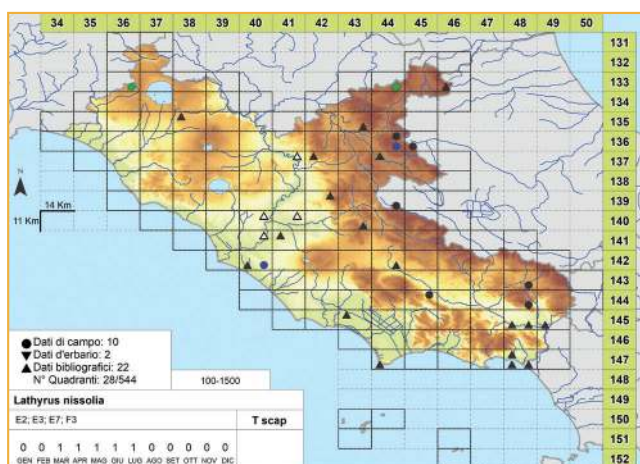 34 35 36 37 38 39 40 41 42 43 44 45 46 47 48 49 50
131
132
133
134
135
136
137
138
139
140
141
142
143
144
145
146
147
148
149
150
151
152
N
14 Km
11 Km
Dati di campo: 10
Dati d'erbario: 2
Dati bibliografici: 22
N° Quadranti: 28/544
100-1500
Lathyrus nissolia
E2; E3; E7; F3
T scap
0 0 1 1 1 1 1 0 0 0 0 0
GEN FEB MAR APR MAG GIU LUG AGO SET OTT NOV DIC